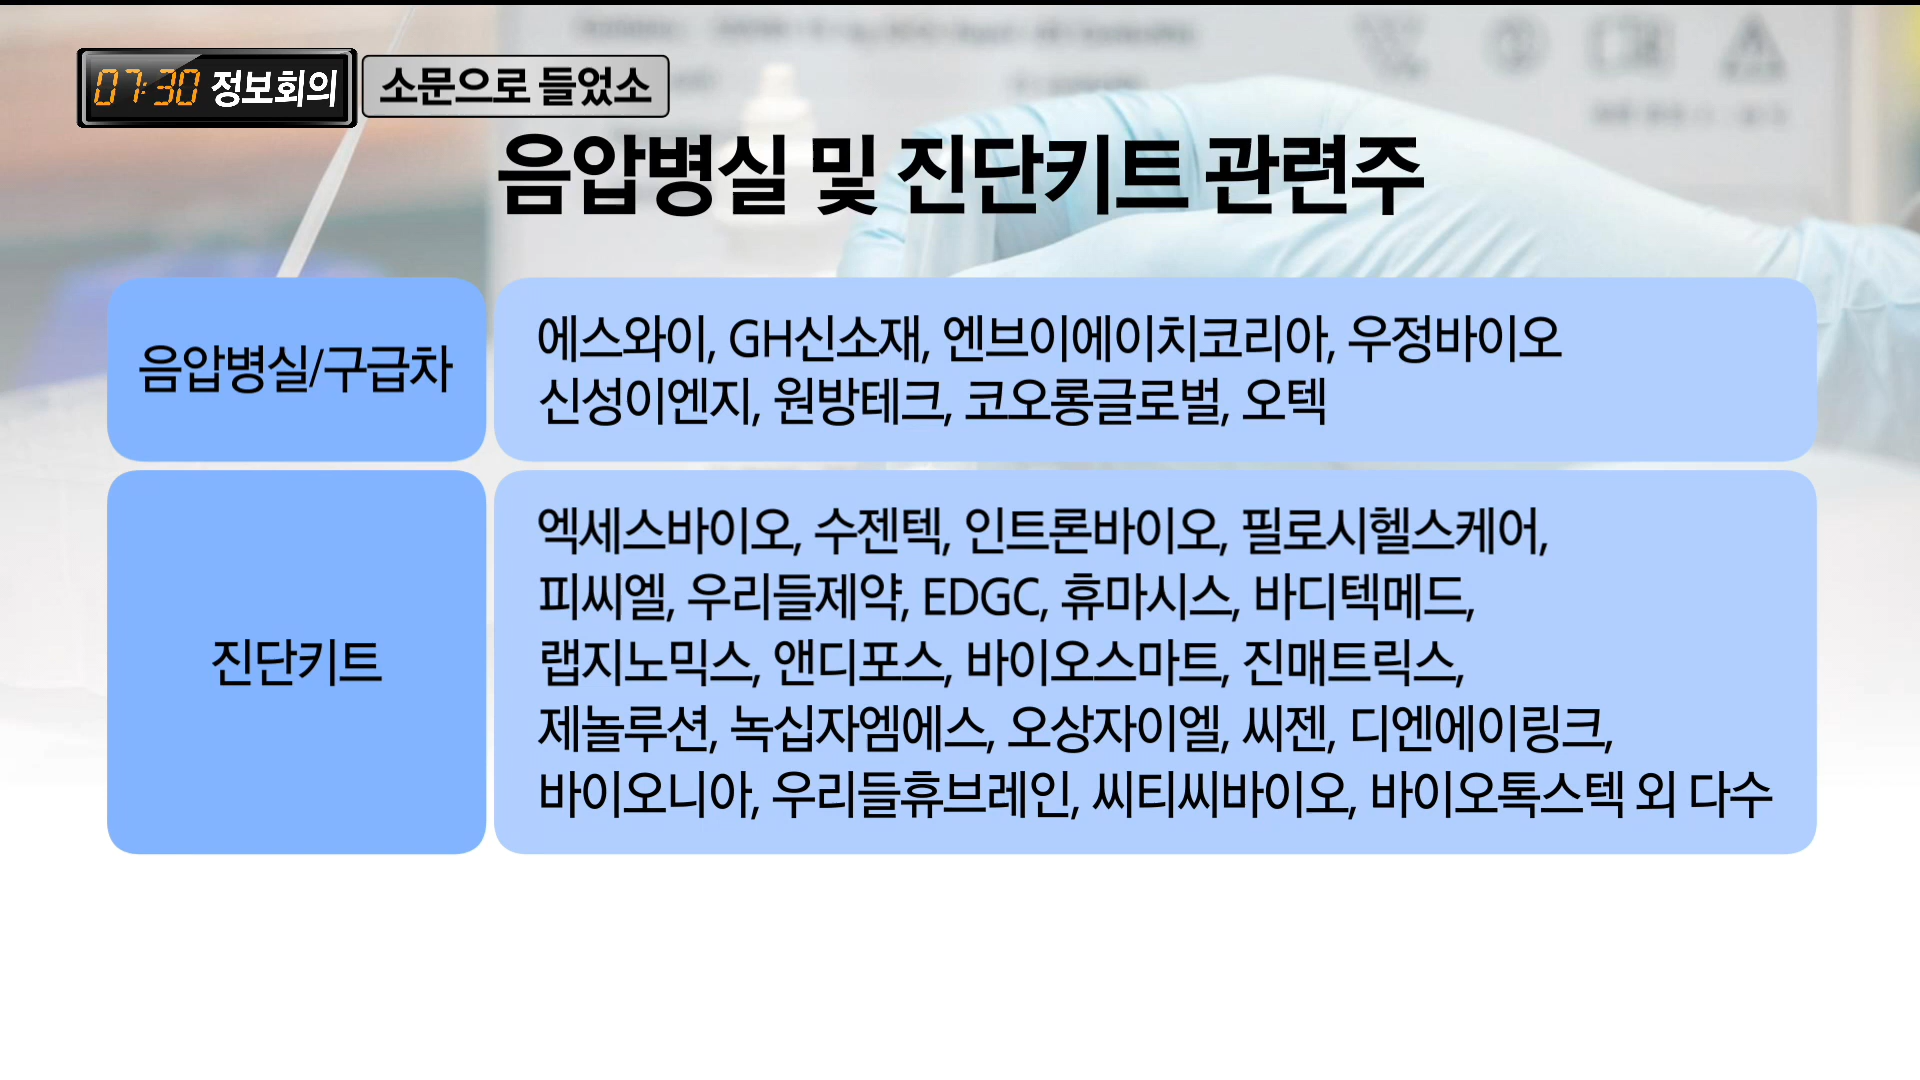 07:30 정보회의
소문으로 들었소
음압병실 및 진단키트 관련주
음압병실/구급차
에스와이, GH신소재, 엔브이에이치코리아, 우정바이오
신성이엔지, 원방테크, 코오롱글로벌, 오텍
진단키트
엑세스바이오, 수젠텍, 인트론바이오, 필로시헬스케어,
피씨엘, 우리들제약, EDGC, 휴마시스, 바디텍메드,
랩지노믹스, 앤디포스, 바이오스마트, 진매트릭스,
제놀루션, 녹십자엠에스, 오상자이엘, 씨젠, 디엔에이링크,
바이오니아, 우리들휴브레인, 씨티씨바이오, 바이오톡스텍 외 다수